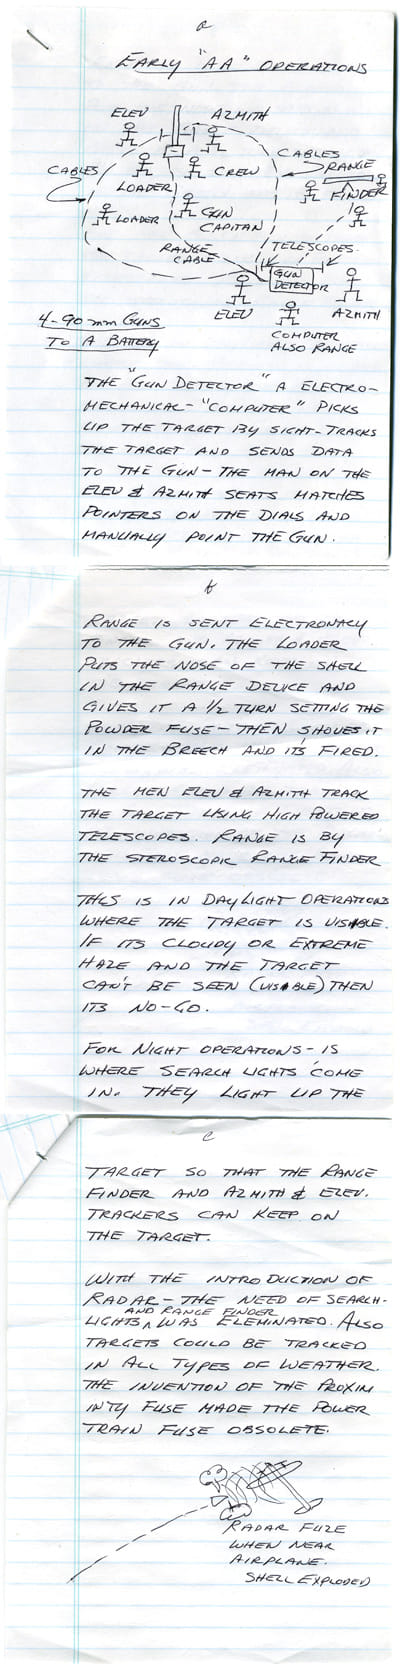 a
EARLY "AA" OPERATIONS
ELEV
AZMITH
CABLES
LOADER
CREW
CABLES
RANGE
FINDER
LOADER
GUN
CAPITAN
RANGE
CABLE
TELESCOPES.
GUN
DETECTOR
ELEV
AZMITH
COMPUTER
ALSO RANGE
4-90 mm GUNS
TO A BATTERY
THE "GUN DETECTOR" A ELECTRO-
MECHANICAL- "COMPUTER" PICKS
UP THE TARGET BY SIGHT-TRACKS
THE TARGET AND SENDS DATA
TO THE GUN - THE MAN ON THE
ELEV & AZMITH SEATS MATCHES
POINTERS ON THE DIALS AND
MANUALLY POINT THE GUN.
b
RANGE IS SENT ELECTRONACY
TO THE GUN. THE LOADER
PUTS THE NOSE OF THE SHELL
IN THE RANGE DEVICE AND
GIVES IT A 1/2 TURN SETTING THE
POWDER FUSE - THEN SHOVES IT
IN THE BREECH AND IT'S FIRED.
THE MEN ELEV & AZMITH TRACK
THE TARGET USING HIGH POWERED
TELESCOPES. RANGE IS BY
THE STEROSCOPIC RANGE FINDER
THIS IS IN DAYLIGHT OPERATIONS
WHERE THE TARGET IS VISABLE.
IF ITS CLOUDY OR EXTREME
HAZE AND THE TARGET
CAN'T BE SEEN (VISABLE) THEN
ITS NO-GO.
FOR NIGHT OPERATIONS - IS
WHERE SEARCH LIGHTS COME
IN. THEY LIGHT UP THE
c
TARGET SO THAT THE RANGE
FINDER AND AZMITH & ELEV.
TRACKERS CAN KEEP ON
THE TARGET.
WITH THE INTRODUCTION OF
RADAR - THE NEED OF SEARCH-
AND RANGE FINDER
LIGHTS ^ WAS ELEMINATED. ALSO
TARGETS COULD BE TRACKED
IN ALL TYPES OF WEATHER.
THE INVENTION OF THE PROXIM
INTY FUSE MADE THE POWER
TRAIN FUSE OBSOLETE.
RADAR FUZE
WHEN NEAR
AIRPLANE.
SHELL EXPLODED